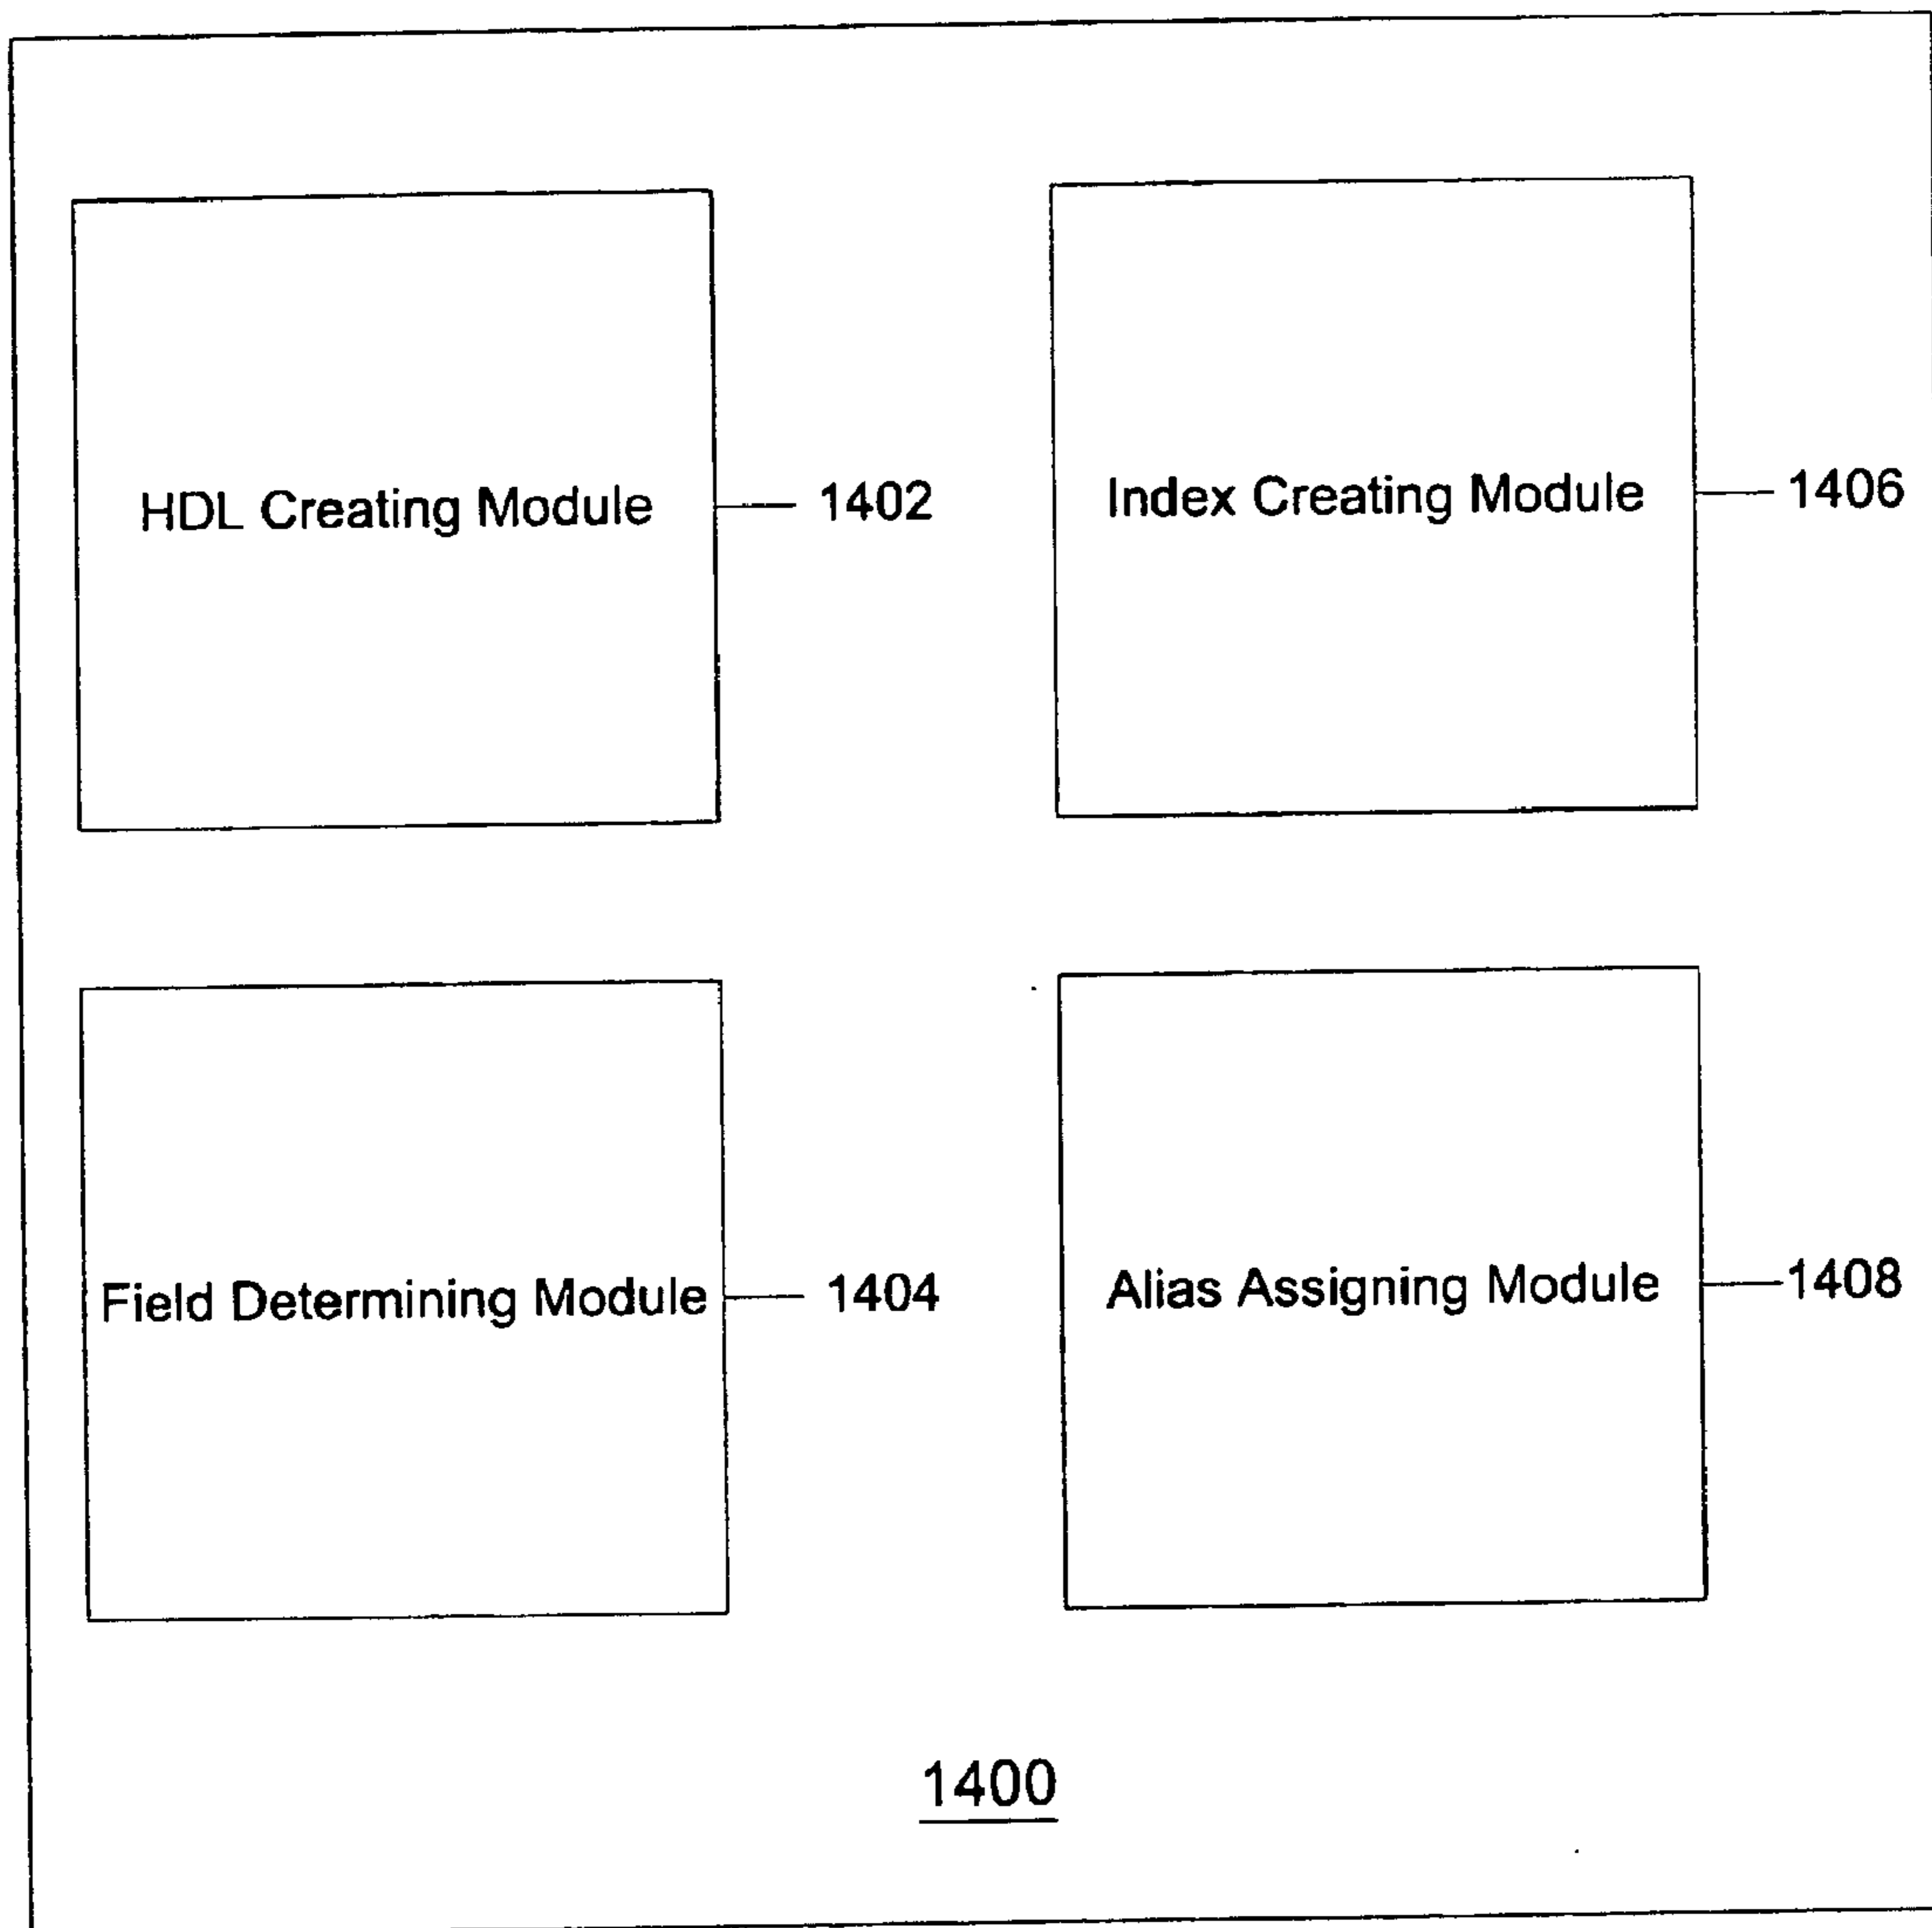 HDL Creating Module
1402
Index Creating Module
1406
Field Determining Module
1404
Alias Assigning Module
1408
1400